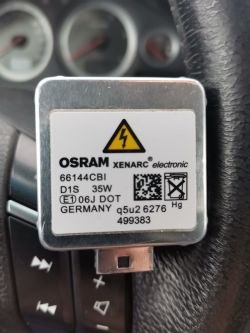 OSRAM XENARC® electronic
66144CBI
D1S 35W
E1 06J DOT
Hg
GERMANY q5u2 6276
499383